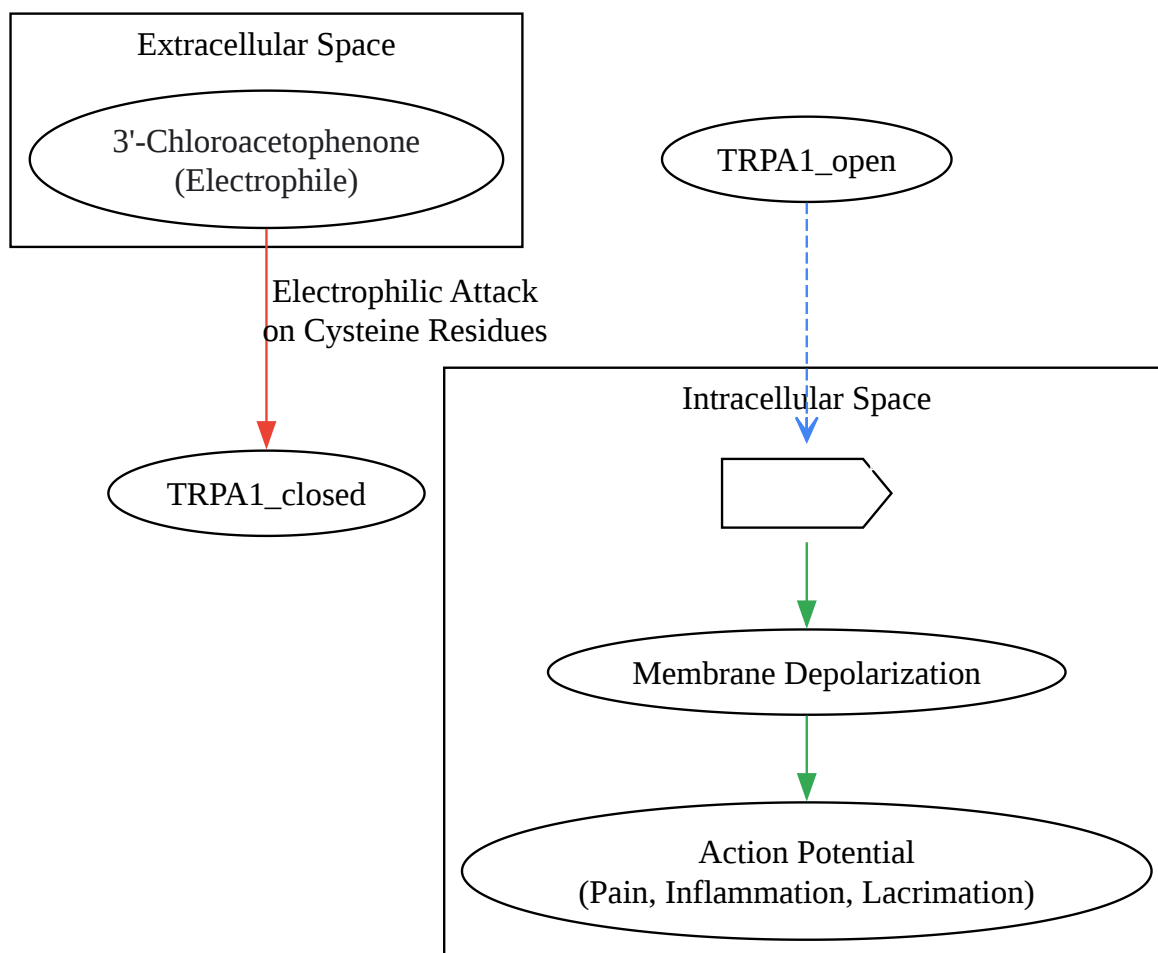 Extracellular Space
3'-Chloroacetophenone
(Electrophile)
TRPA1_open
Electrophilic Attack
on Cysteine Residues
Intracellular Space
TRPA1_closed
Membrane Depolarization
Action Potential
(Pain, Inflammation, Lacrimation)